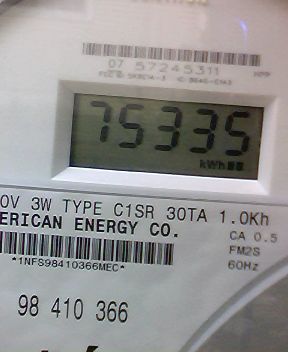 07 57245311
75335
kWh
0V 3W TYPE C1SR 30TA 1.0Kh
ERICAN ENERGY CO.
CA 0.5
FM2S
60Hz
*1NFS98410366MEC*
98 410 366